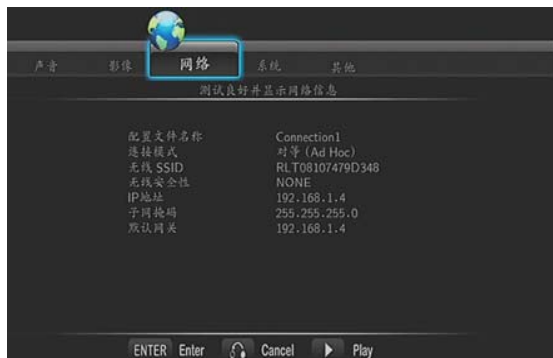 声音 影像 网络 系统 其他
测试良好并显示网络信息
配置文件名称 Connection1
连接模式 对等 (Ad Hoc)
无线 SSID RLT08107479D348
无线安全性 NONE
IP地址 192.168.1.4
子网掩码 255.255.255.0
默认网关 192.168.1.4
ENTER Enter Cancel Play